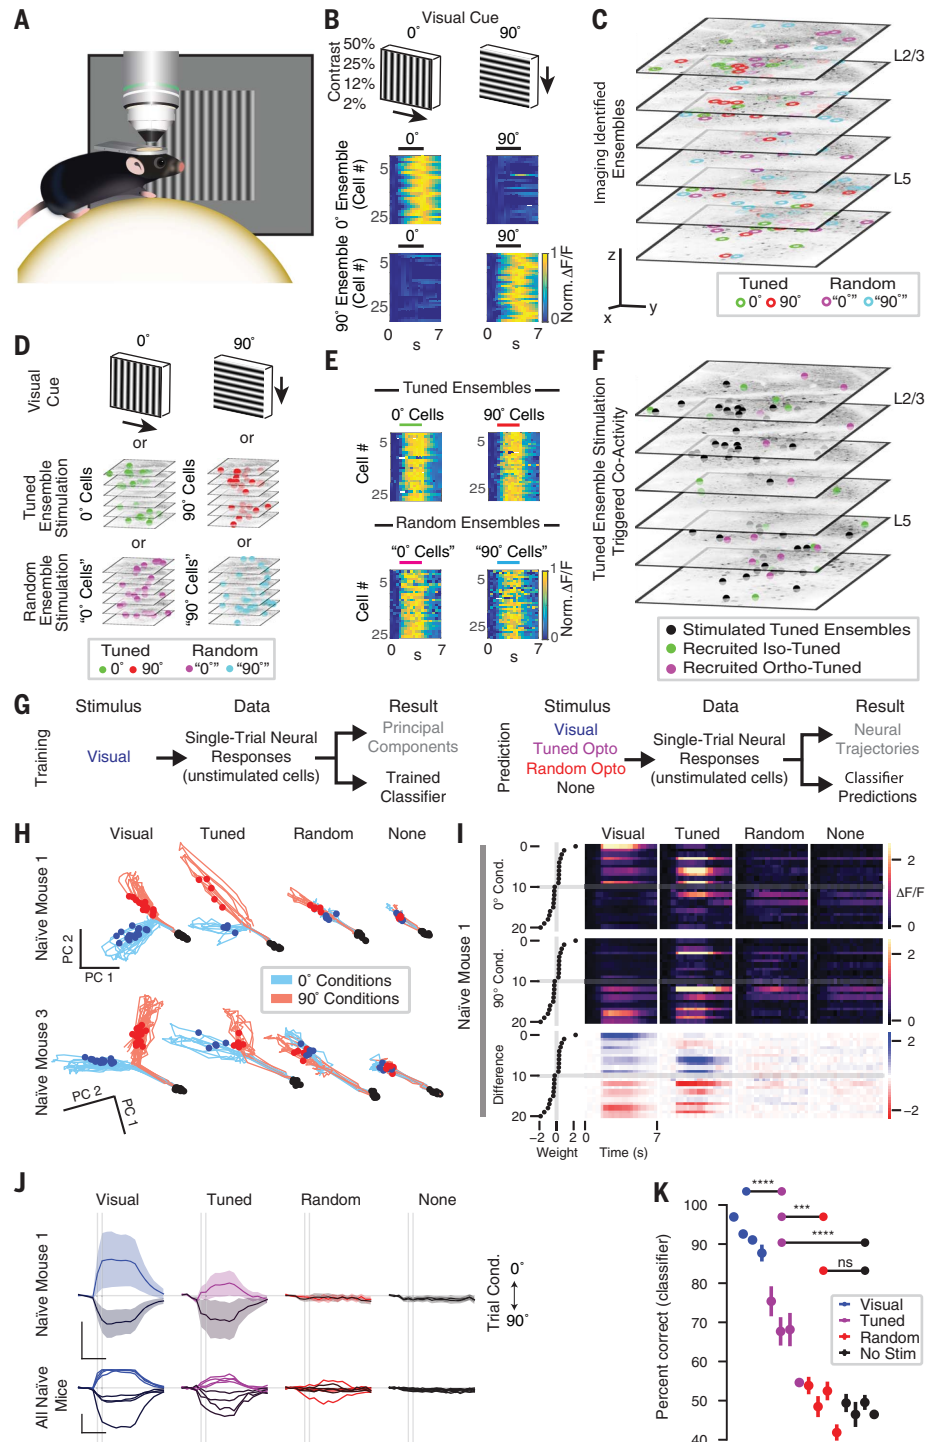 A
B
Visual Cue
0°
90°
Contrast
50%
25%
12%
2%
0° Ensemble
(Cell #)
0°
90°
5
25
90° Ensemble
(Cell #)
0°
90°
5
25
0
7
s
0
7
s
1
0
Norm. ΔF/F
C
Imaging Identified
Ensembles
L2/3
L5
z
y
x
Tuned
Random
0°
90°
“0°”
“90°”
D
Visual
Cue
0°
90°
or
or
Tuned
Ensemble
Stimulation
0° Cells
90° Cells
or
or
Random
Ensemble
Stimulation
“0° Cells”
“90° Cells”
Tuned
Random
0°
90°
“0°”
“90°”
E
Tuned Ensembles
0° Cells
90° Cells
Cell #
5
25
Random Ensembles
“0° Cells”
“90° Cells”
Cell #
5
25
0
7
s
0
7
s
1
0
Norm. ΔF/F
F
Tuned Ensemble Stimulation
Triggered Co-Activity
L2/3
L5
Stimulated Tuned Ensembles
Recruited Iso-Tuned
Recruited Ortho-Tuned
G
Training
Stimulus
Data
Result
Visual
Single-Trial Neural
Responses
(unstimulated cells)
Principal
Components
Trained
Classifier
Prediction
Stimulus
Data
Result
Visual
Tuned Opto
Random Opto
None
Single-Trial Neural
Responses
(unstimulated cells)
Neural
Trajectories
Classifier
Predictions
H
Visual
Tuned
Random
None
Naïve Mouse 1
PC 2
PC 1
0° Conditions
90° Conditions
Naïve Mouse 3
PC 2
PC 1
I
Visual
Tuned
Random
None
Naïve Mouse 1
0° Cond.
0
10
20
90° Cond.
0
10
20
Difference
0
10
20
−2
0
2
Weight
0
7
Time (s)
2
ΔF/F
0
2
0
2
−2
J
Visual
Tuned
Random
None
Naïve Mouse 1
Trial Cond.
0°
90°
All Naïve
Mice
K
Percent correct (classifier)
100
90
80
70
60
50
40
****
***
****
ns
Visual
Tuned
Random
No Stim